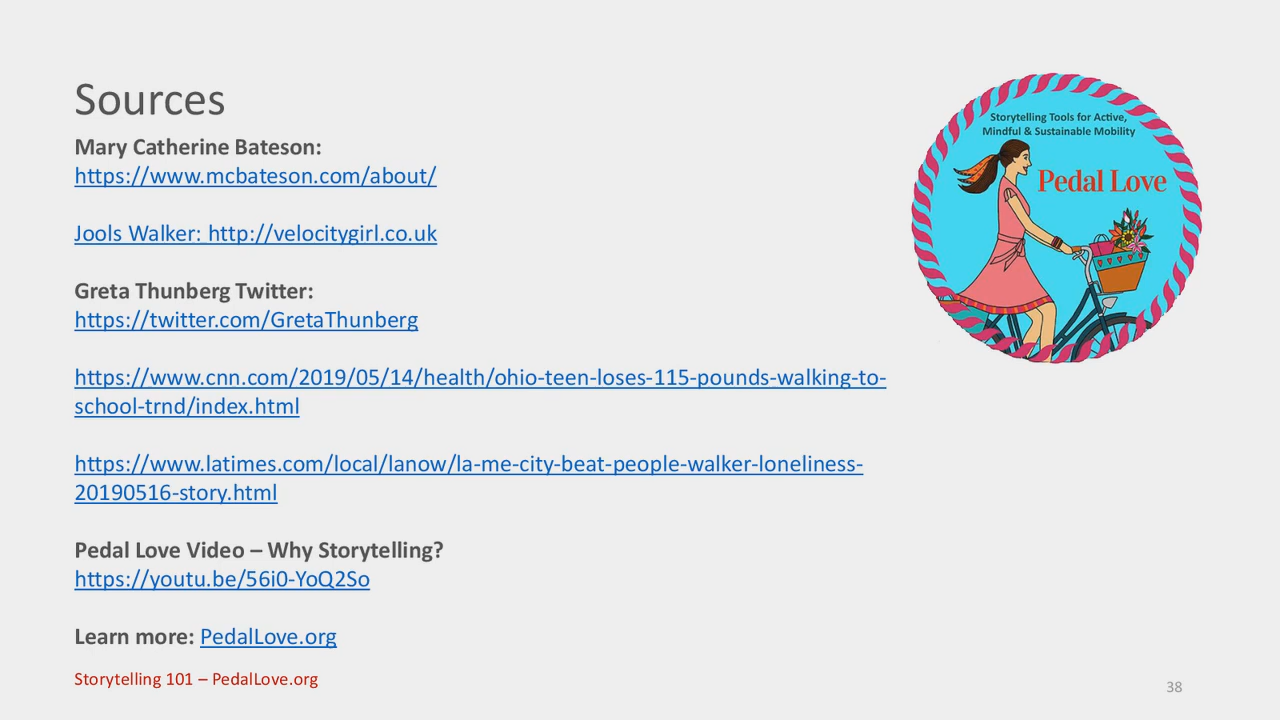 Sources
Mary Catherine Bateson:
https://www.mcbateson.com/about/
Jools Walker: http://velocitygirl.co.uk
Greta Thunberg Twitter:
https://twitter.com/GretaThunberg
https://www.cnn.com/2019/05/14/health/ohio-teen-loses-115-pounds-walking-to-
school-trnd/index.html
https://www.latimes.com/local/lanow/la-me-city-beat-people-walker-loneliness-
20190516-story.html
Pedal Love Video – Why Storytelling?
https://youtu.be/56i0-YoQ2So
Learn more: PedalLove.org
Storytelling Tools for Active,
Mindful & Sustainable Mobility
Pedal Love
Storytelling 101 – PedalLove.org
38